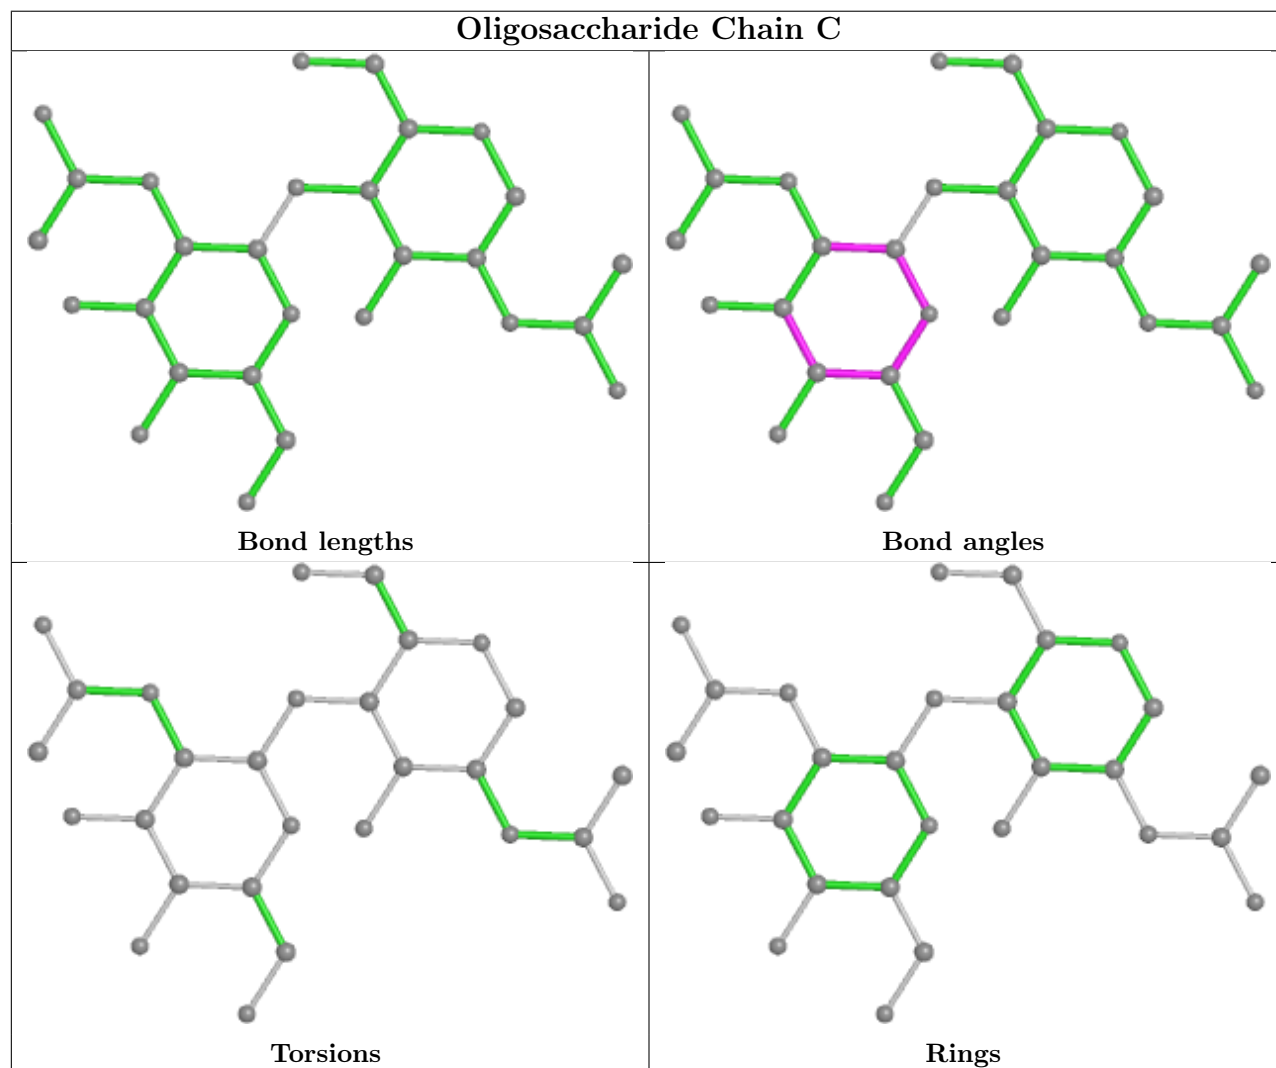 Oligosaccharide Chain C
Bond lengths
Bond angles
Torsions
Rings